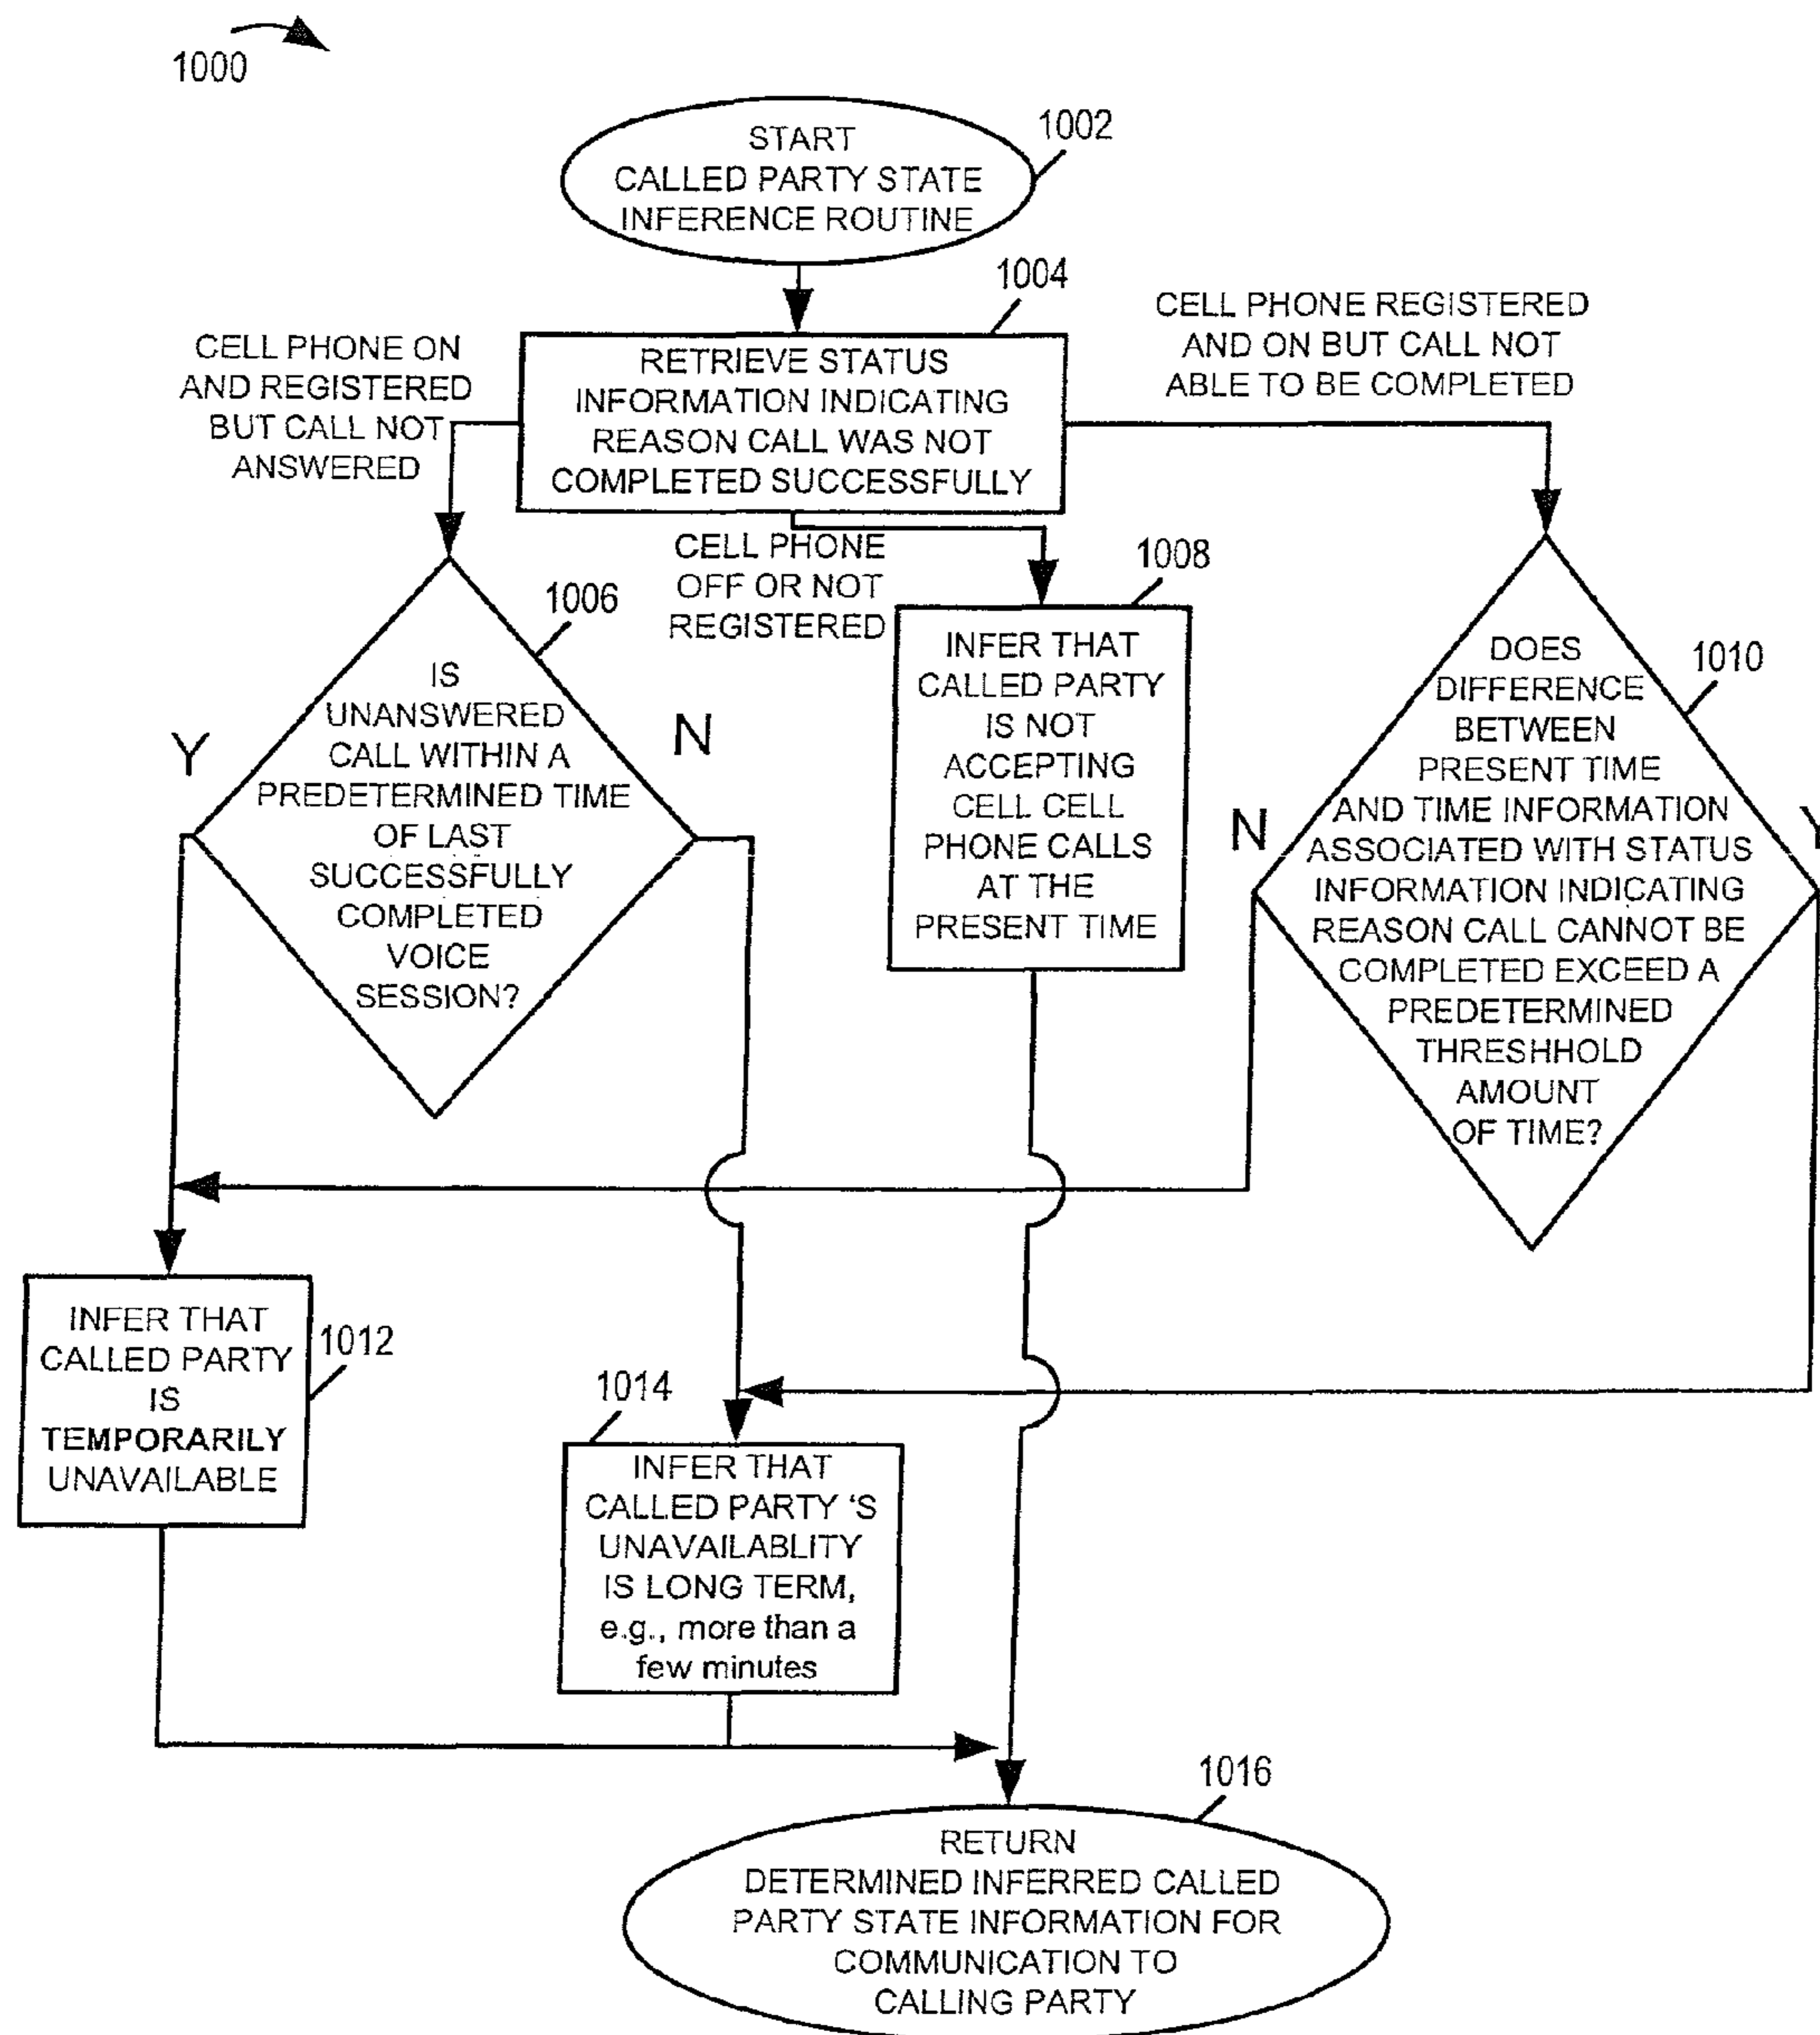 1000
START
CALLED PARTY STATE
INFERENCE ROUTINE
1002
1004
RETRIEVE STATUS
INFORMATION INDICATING
REASON CALL WAS NOT
COMPLETED SUCCESSFULLY
CELL PHONE ON
AND REGISTERED
BUT CALL NOT
ANSWERED
CELL PHONE REGISTERED
AND ON BUT CALL NOT
ABLE TO BE COMPLETED
CELL PHONE
OFF OR NOT
REGISTERED
1006
IS
UNANSWERED
CALL WITHIN A
PREDETERMINED TIME
OF LAST
SUCCESSFULLY
COMPLETED
VOICE
SESSION?
Y
N
1008
INFER THAT
CALLED PARTY
IS NOT
ACCEPTING
CELL CELL
PHONE CALLS
AT THE
PRESENT TIME
1010
DOES
DIFFERENCE
BETWEEN
PRESENT TIME
AND TIME INFORMATION
ASSOCIATED WITH STATUS
INFORMATION INDICATING
REASON CALL CANNOT BE
COMPLETED EXCEED A
PREDETERMINED
THRESHHOLD
AMOUNT
OF TIME?
N
Y
INFER THAT
CALLED PARTY
IS
TEMPORARILY
UNAVAILABLE
1012
1014
INFER THAT
CALLED PARTY 'S
UNAVAILABLITY
IS LONG TERM,
e.g., more than a
few minutes
1016
RETURN
DETERMINED INFERRED CALLED
PARTY STATE INFORMATION FOR
COMMUNICATION TO
CALLING PARTY